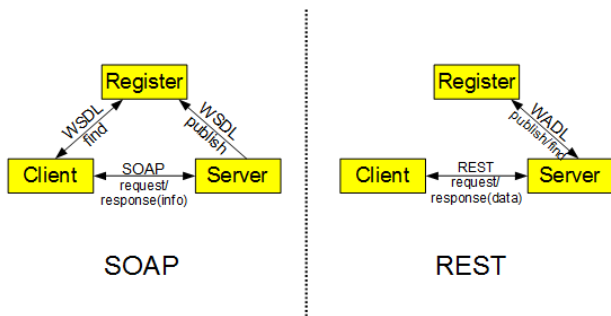 Register
WSDL
find
WSDL
publish
Client
SOAP
request/
response(info)
Server
SOAP
Register
WADL
publish/find
Client
REST
request/
response(data)
Server
REST